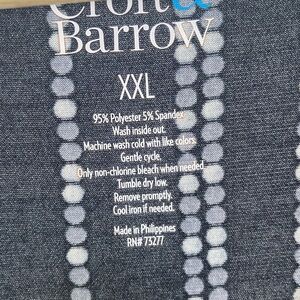 Croft &
Barrow
XXL
95% Polyester 5% Spandex
Wash inside out.
Machine wash cold with like colors.
Gentle cycle.
Only non-chlorine bleach when needed.
Tumble dry low.
Remove promptly.
Cool iron if needed.
Made in Philippines
RN# 73277